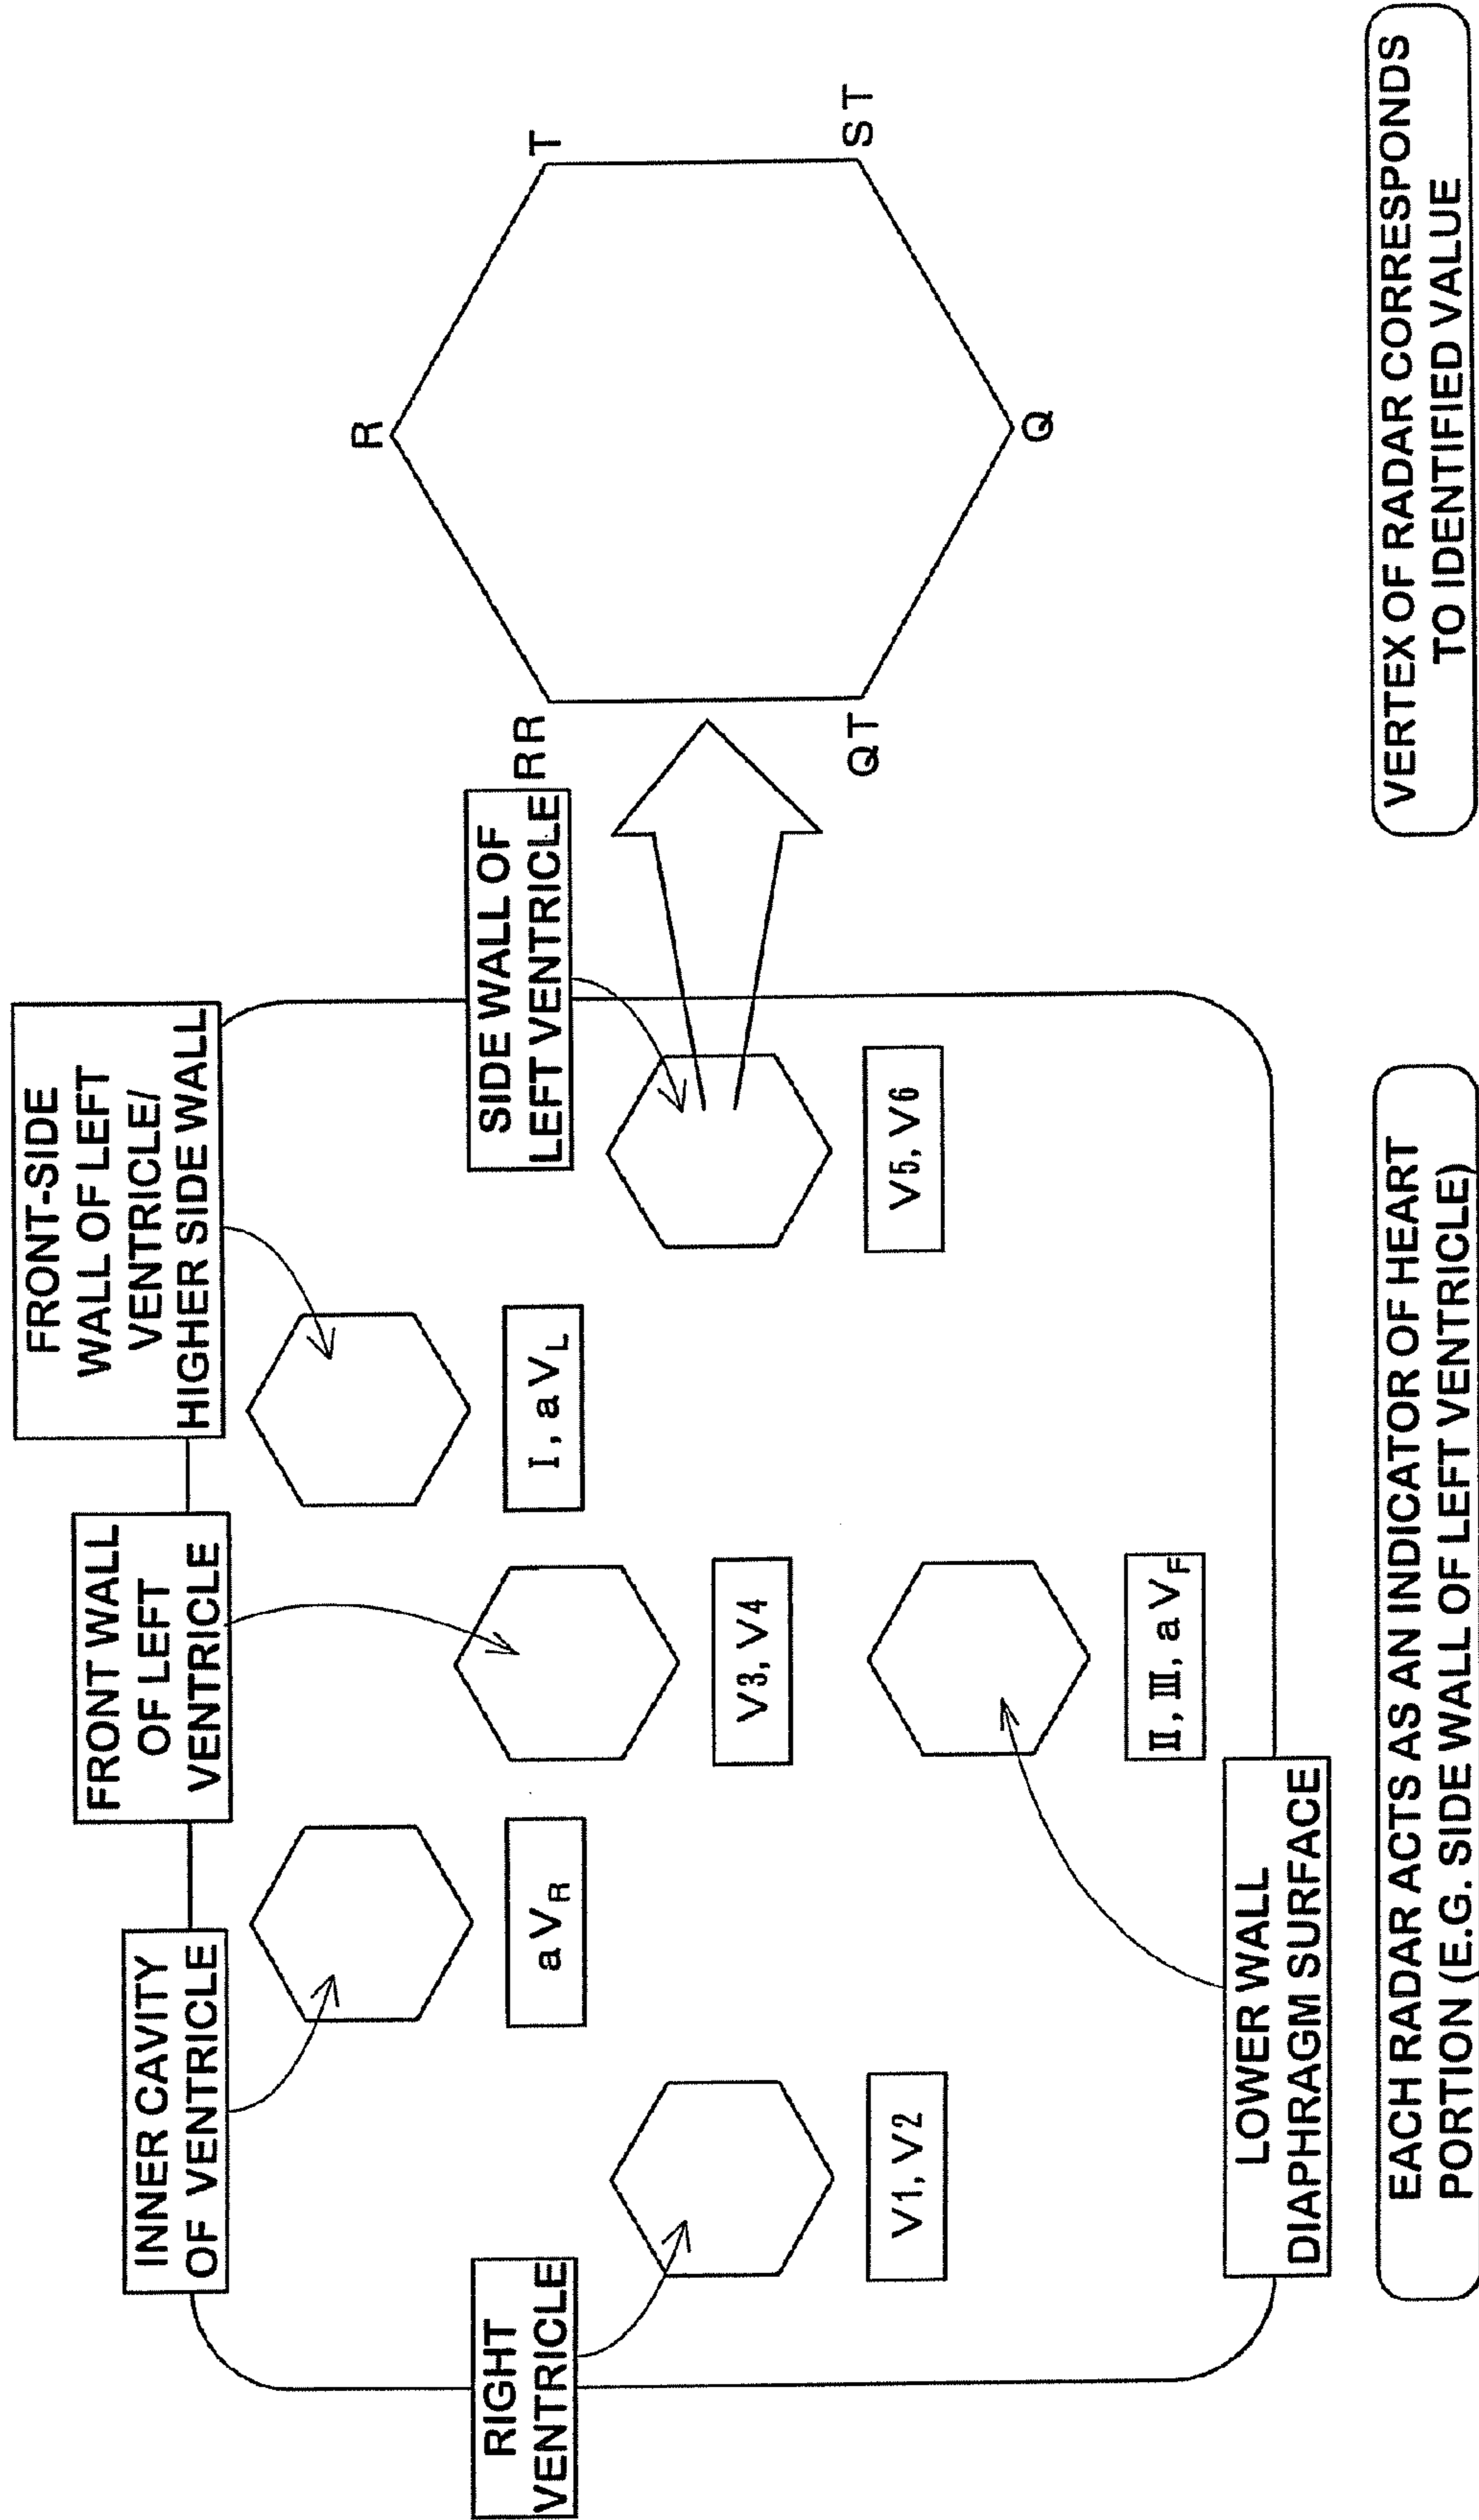 FRONT-SIDE
WALL OF LEFT
VENTRICLE/
HIGHER SIDE WALL
FRONT WALL
OF LEFT
VENTRICLE
INNER CAVITY
OF VENTRICLE
RIGHT
VENTRICLE
SIDE WALL OF
LEFT VENTRICLE
aVR
I, aVL
V3, V4
V1, V2
V5, V6
II, III, aVF
LOWER WALL
DIAPHRAGM SURFACE
R
T
RR
ST
QT
Q
EACH RADAR ACTS AS AN INDICATOR OF HEART
PORTION (E.G. SIDE WALL OF LEFT VENTRICLE)
VERTEX OF RADAR CORRESPONDS
TO IDENTIFIED VALUE